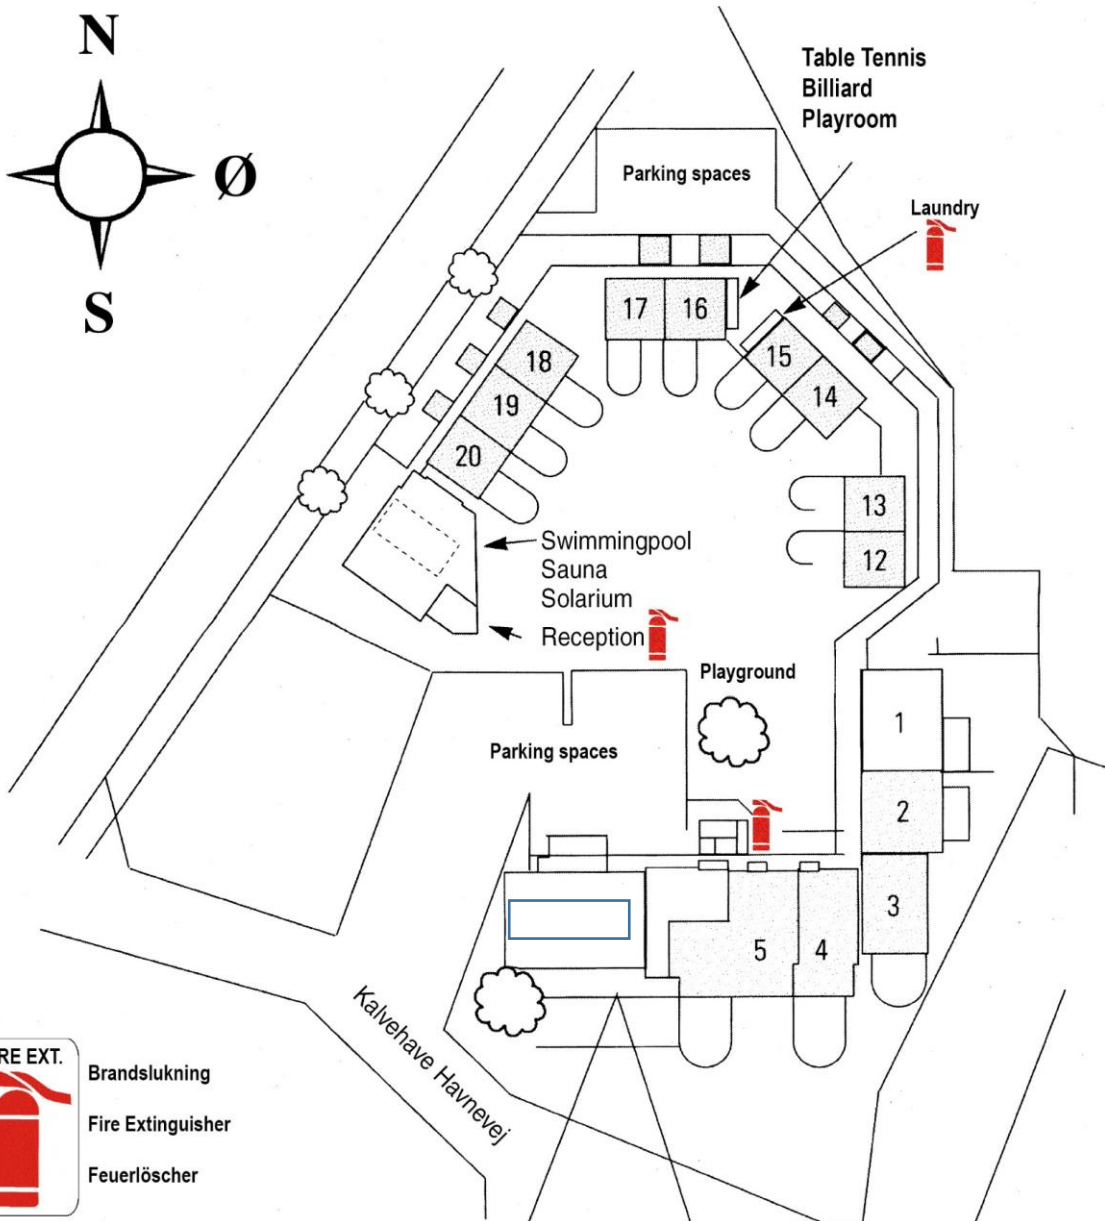 N
Ø
S
Table Tennis
Billiard
Playroom
Parking spaces
Laundry
17
16
15
14
18
19
20
13
12
Swimmingpool
Sauna
Solarium
Reception
Playground
Parking spaces
1
2
3
5
4
Kalvehave Havnevej
RE EXT.
Brandslukning
Fire Extinguisher
Feuerlöscher